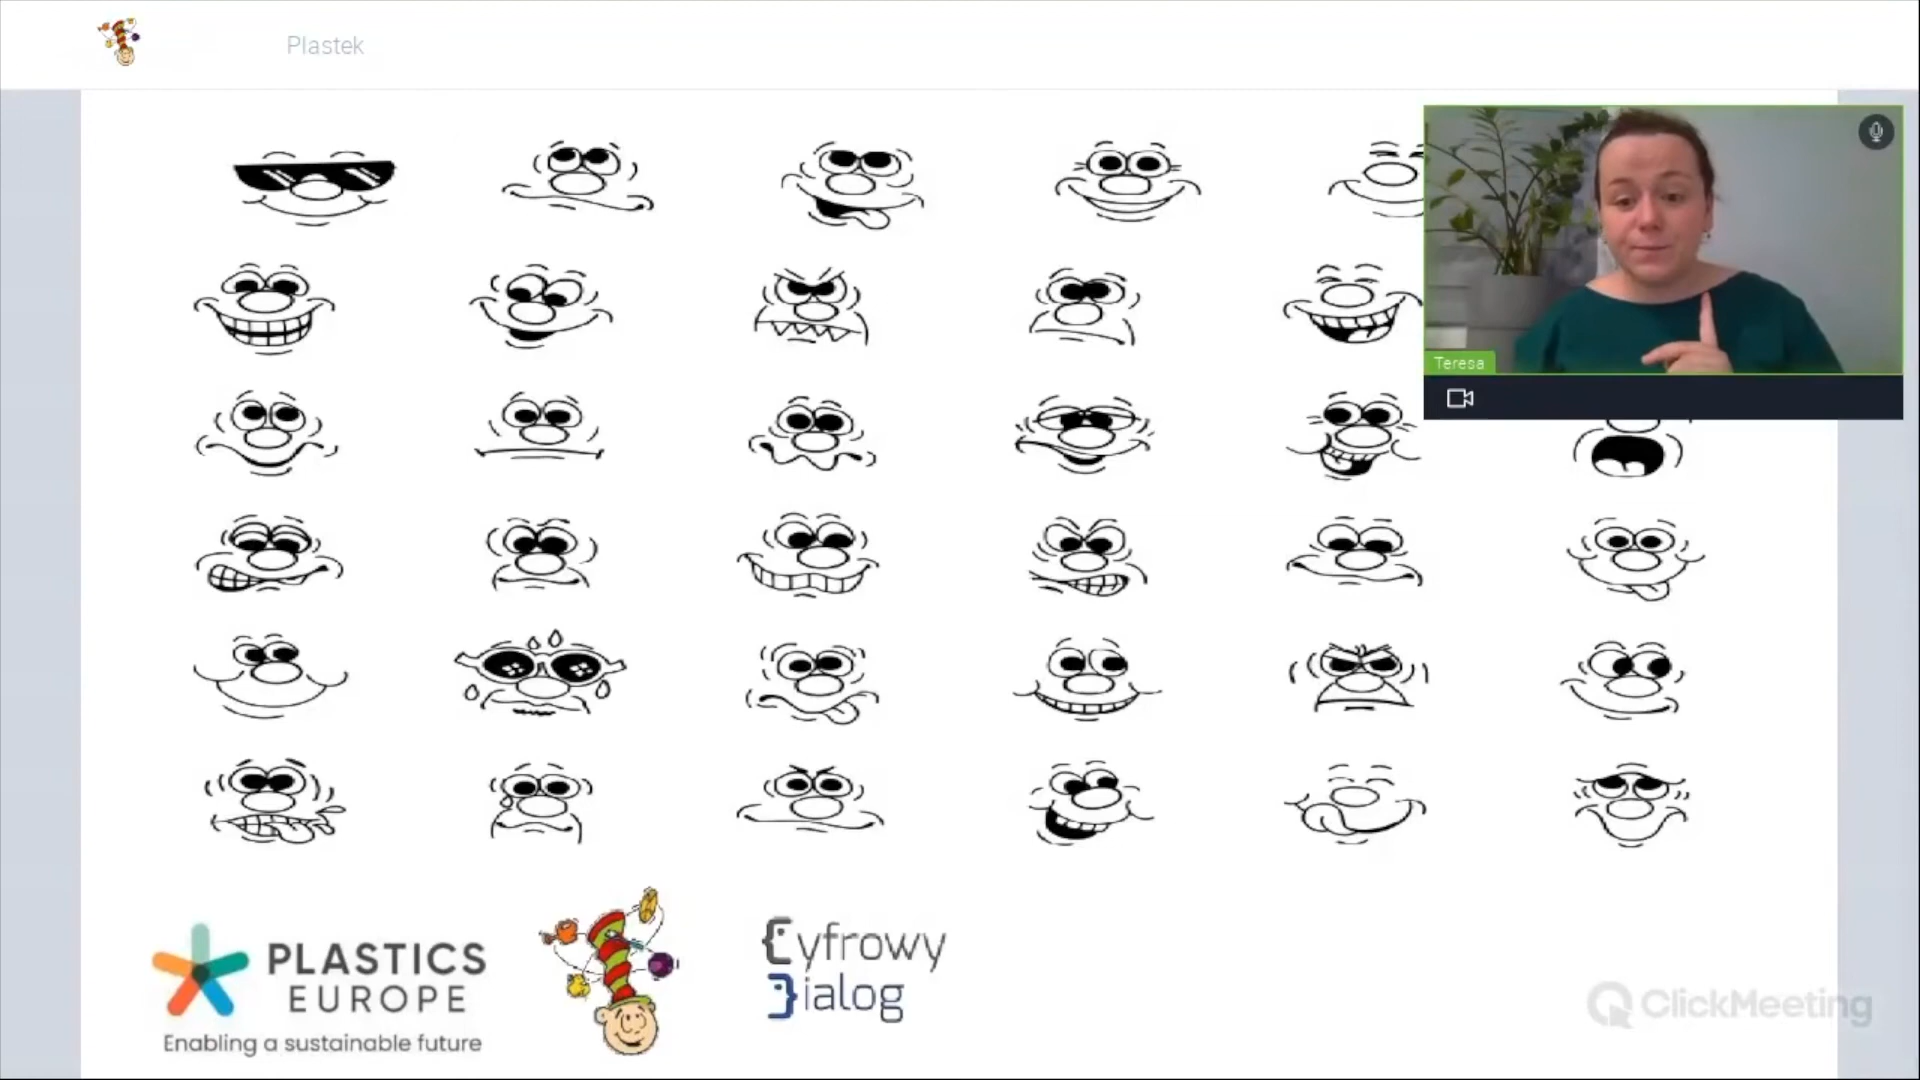 Plastek
Teresa
PLASTICS
EUROPE
Enabling a sustainable future
Cyfrowy
Dialog
ClickMeeting